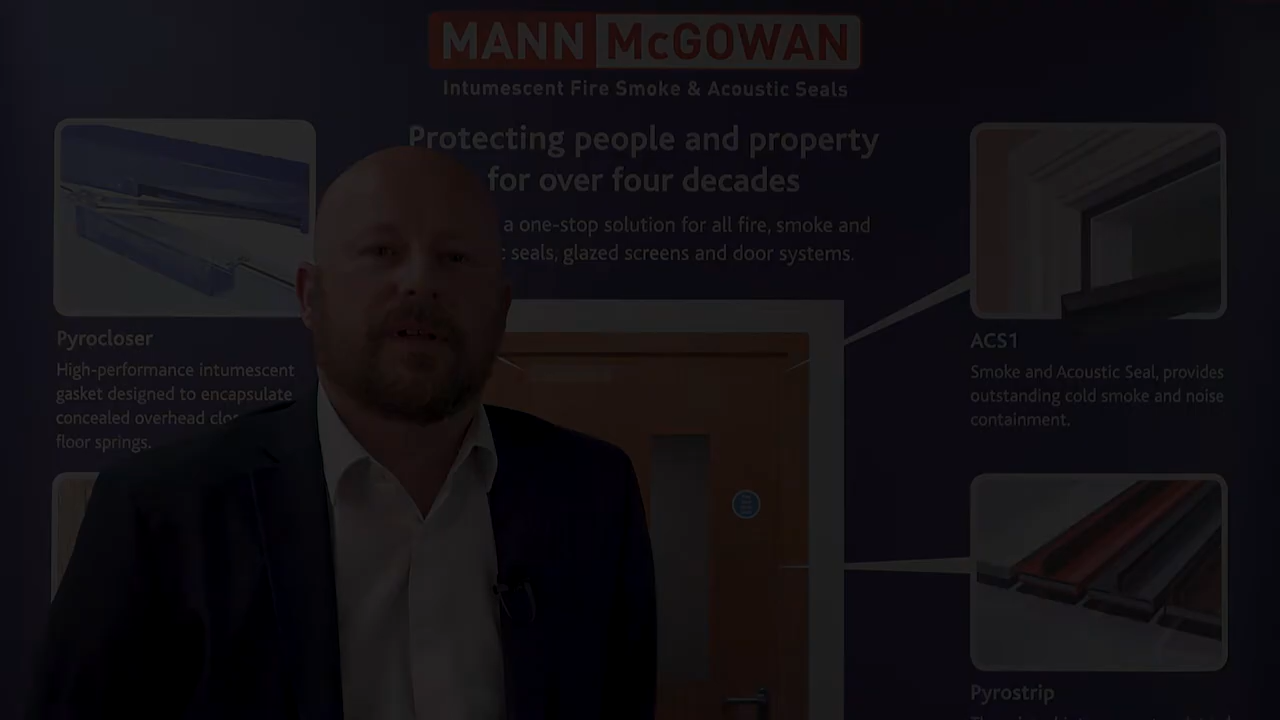 MANN McGOWAN
Intumescent Fire Smoke & Acoustic Seals
Protecting people and property
for over four decades
a one-stop solution for all fire, smoke and
seals, glazed screens and door systems.
Pyrocloser
High-performance intumescent
gasket designed to encapsulate
concealed overhead
floor springs.
ACS1
Smoke and Acoustic Seal, provides
outstanding cold smoke and noise
containment.
Pyrostrip